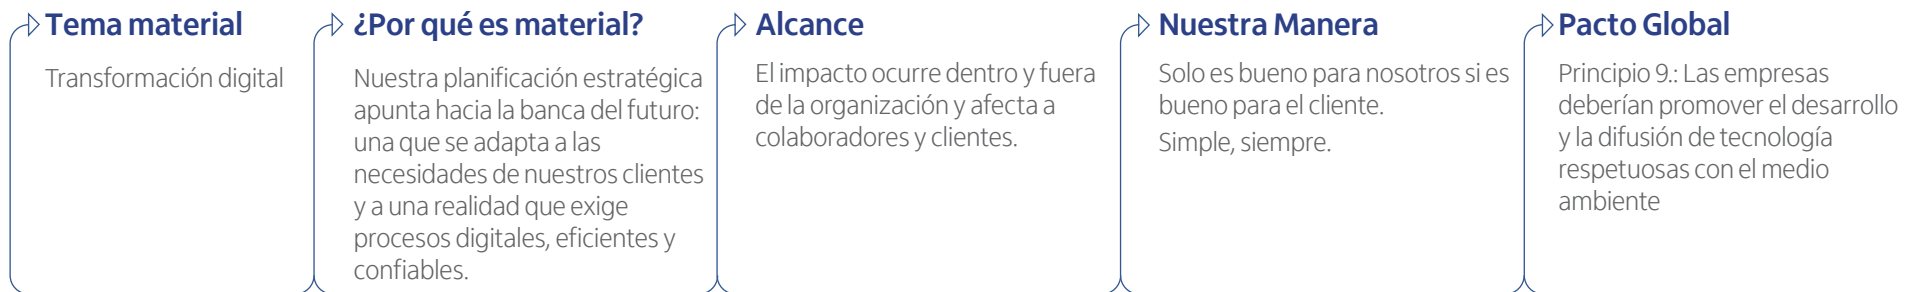 Tema material
Transformación digital
¿Por qué es material?
Nuestra planificación estratégica
apunta hacia la banca del futuro:
una que se adapta a las
necesidades de nuestros clientes
y a una realidad que exige
procesos digitales, eficientes y
confiables.
Alcance
El impacto ocurre dentro y fuera
de la organización y afecta a
colaboradores y clientes.
Nuestra Manera
Solo es bueno para nosotros si es
bueno para el cliente.
Simple, siempre.
Pacto Global
Principio 9.: Las empresas
deberían promover el desarrollo
y la difusión de tecnología
respetuosas con el medio
ambiente